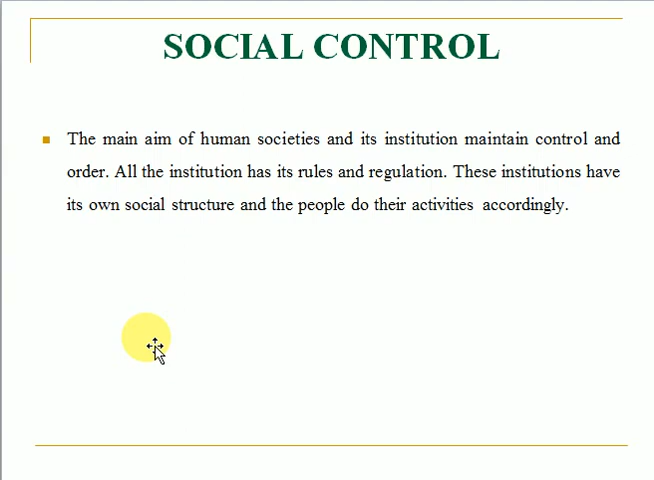 SOCIAL CONTROL
The main aim of human societies and its institution maintain control and
order. All the institution has its rules and regulation. These institutions have
its own social structure and the people do their activities accordingly.